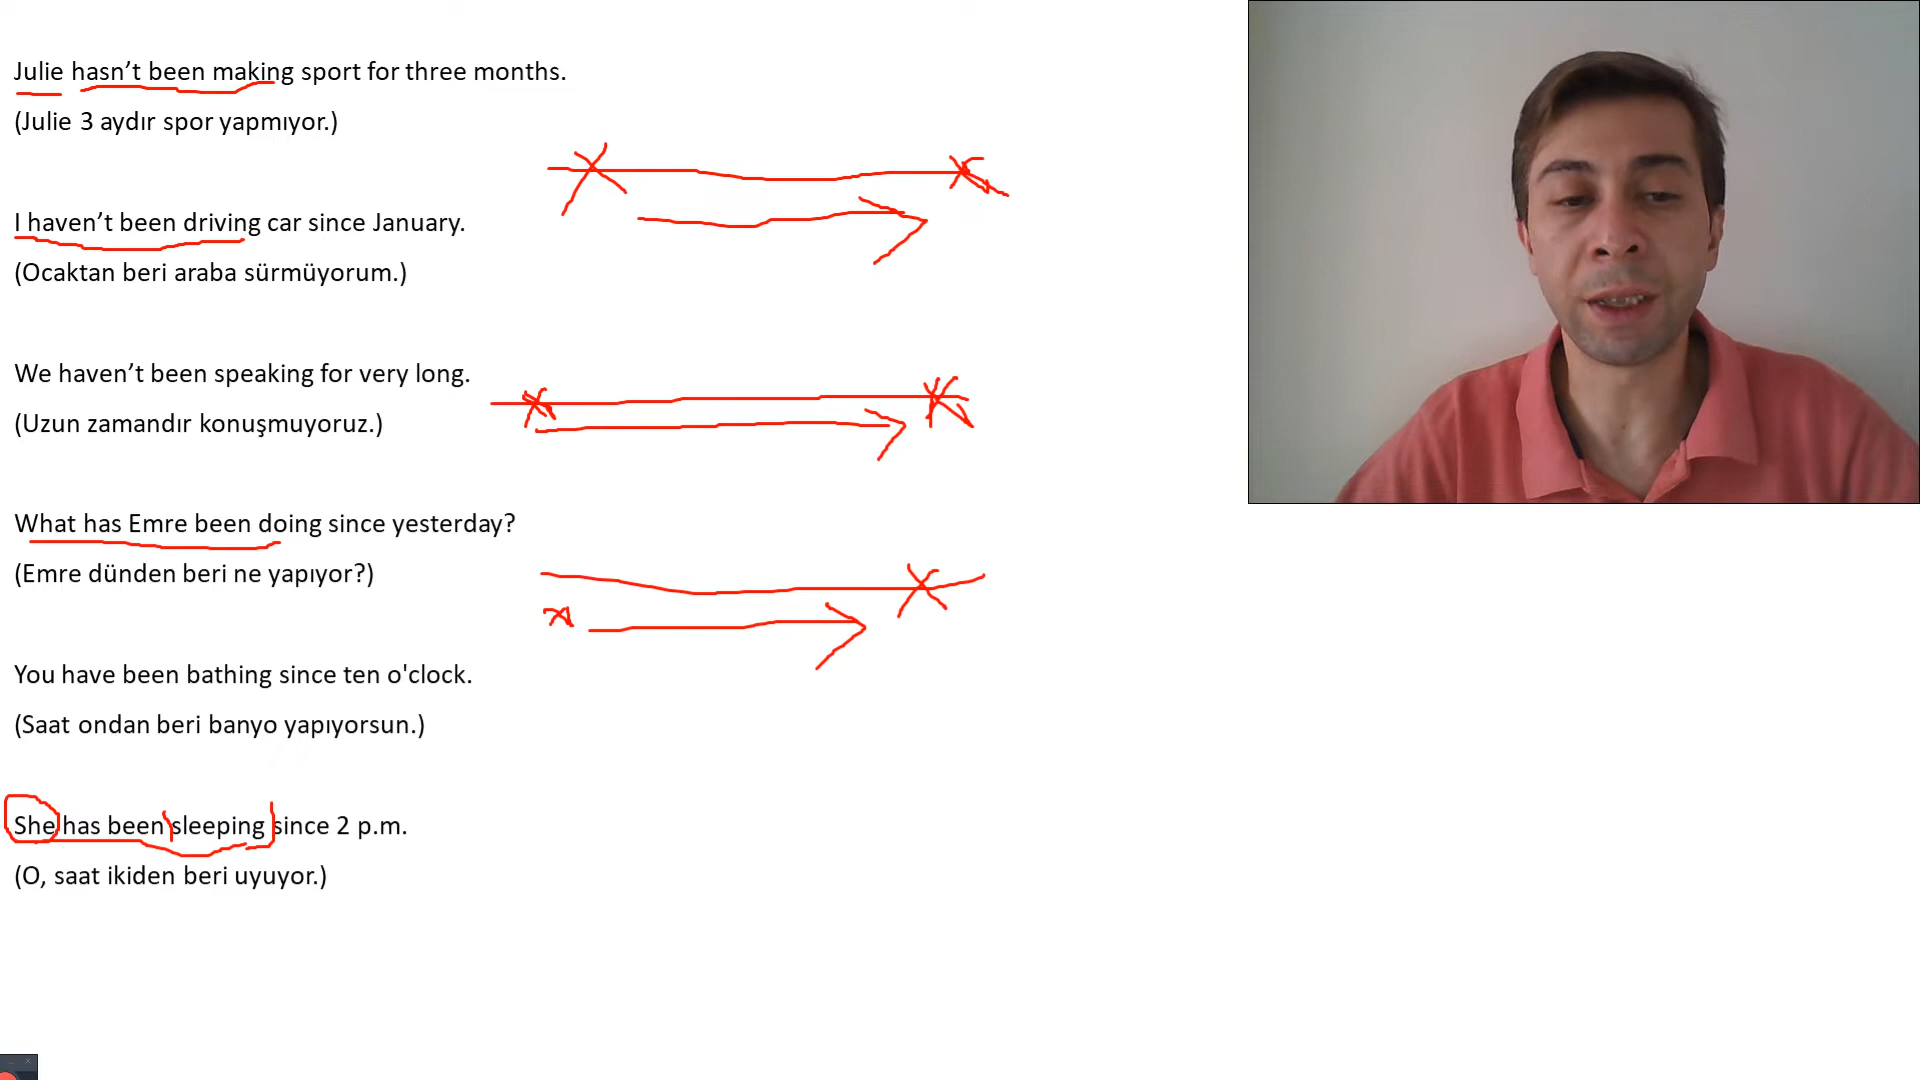 Julie hasn’t been making sport for three months.
(Julie 3 aydır spor yapmıyor.)
I haven’t been driving car since January.
(Ocaktan beri araba sürmüyorum.)
We haven’t been speaking for very long.
(Uzun zamandır konuşmuyoruz.)
What has Emre been doing since yesterday?
(Emre dünden beri ne yapıyor?)
You have been bathing since ten o'clock.
(Saat ondan beri banyo yapıyorsun.)
She has been sleeping since 2 p.m.
(O, saat ikiden beri uyuyor.)